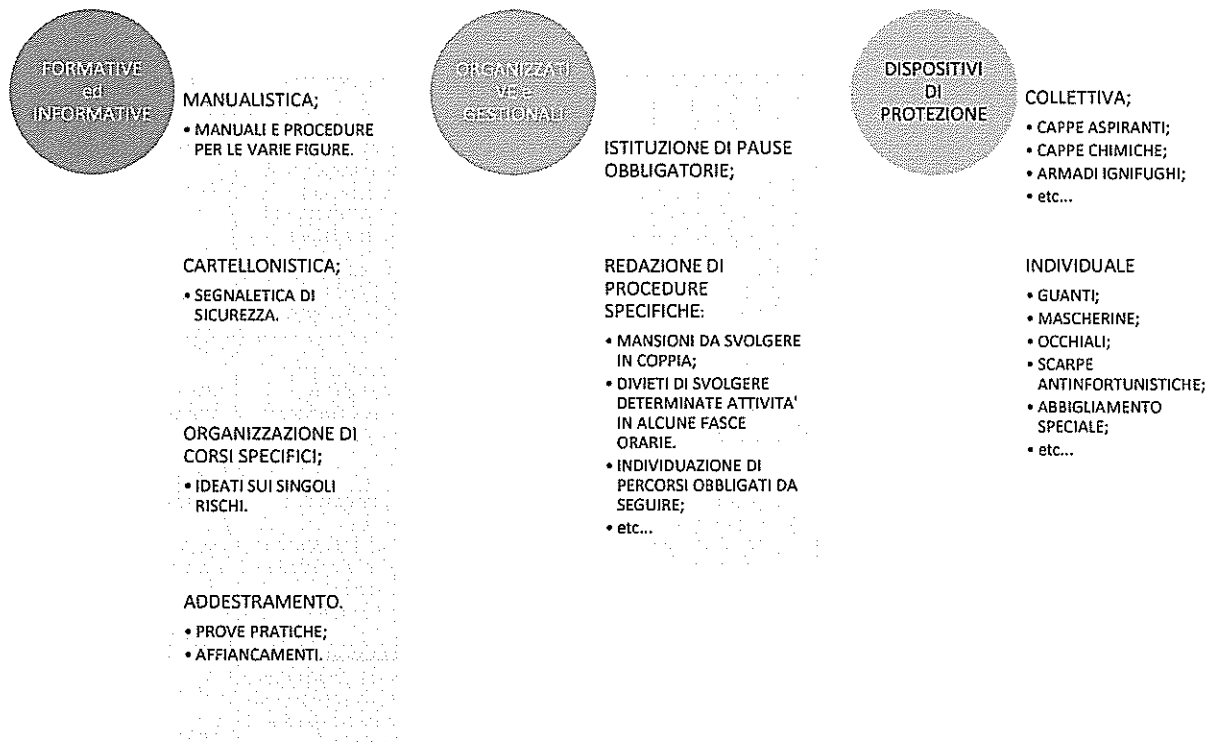 FORMATIVE
ed
INFORMATIVE
MANUALISTICA;
• MANUALI E PROCEDURE
PER LE VARIE FIGURE.
CARTELLONISTICA;
• SEGNALETICA DI
SICUREZZA.
ORGANIZZAZIONE DI
CORSI SPECIFICI;
• IDEATI SUI SINGOLI
RISCHI.
ADDESTRAMENTO.
• PROVE PRATICHE;
• AFFIANCAMENTI.
ORGANIZZATI
VE e
GESTIONALI
ISTITUZIONE DI PAUSE
OBBLIGATORIE;
REDAZIONE DI
PROCEDURE
SPECIFICHE:
• MANSIONI DA SVOLGERE
IN COPPIA;
• DIVIETI DI SVOLGERE
DETERMINATE ATTIVITA'
IN ALCUNE FASCE
ORARIE.
• INDIVIDUAZIONE DI
PERCORSI OBBLIGATI DA
SEGUIRE;
• etc...
DISPOSITIVI
DI
PROTEZIONE
COLLETTIVA;
• CAPPE ASPIRANTI;
• CAPPE CHIMICHE;
• ARMADI IGNIFUGHI;
• etc...
INDIVIDUALE
• GUANTI;
• MASCHERINE;
• OCCHIALI;
• SCARPE
ANTINFORTUNISTICHE;
• ABBIGLIAMENTO
SPECIALE;
• etc...